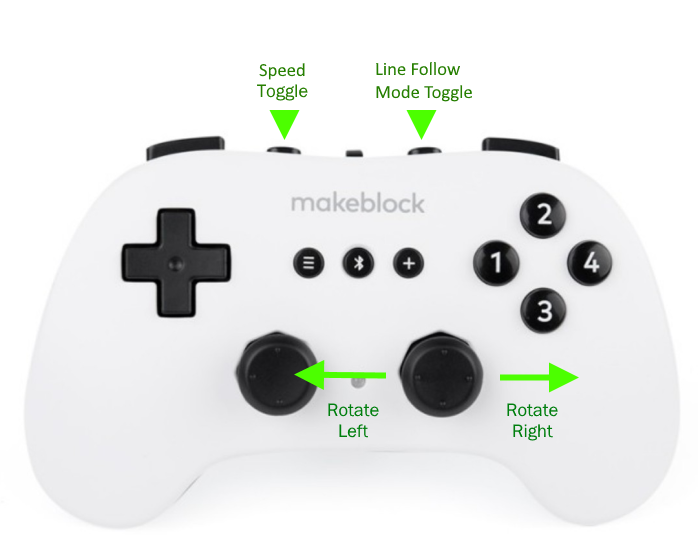 Speed
Toggle
Line Follow
Mode Toggle
makeblock
2
1
4
3
Rotate
Left
Rotate
Right